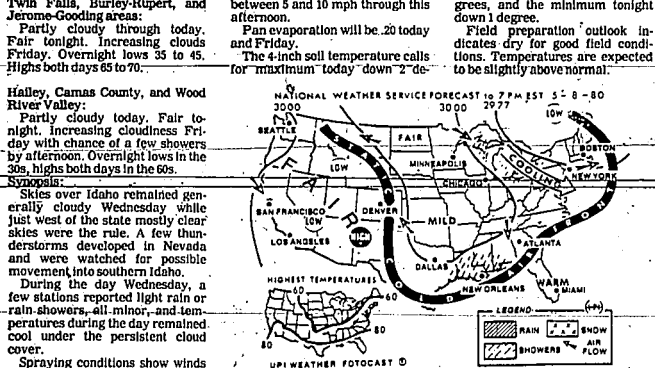 Twin Falls, Burley-Rupert, and
Jerome-Gooding areas:
Partly cloudy through today.
Fair tonight. Increasing clouds
Friday. Overnight lows 35 to 45.
Highs both days 65 to 70.
Hailey, Camas County, and Wood
River Valley:
Partly cloudy today. Fair to-
night. Increasing cloudiness Fri-
day with chance of a few showers
by afternoon. Overnight lows in the
30s, highs both days in the 60s.
Synopsis:
Skies over Idaho remained gen-
erally cloudy Wednesday while
just west of the state mostly clear
skies were the rule. A few thun-
derstorms developed in Nevada
and were watched for possible
movement into southern Idaho.
During the day Wednesday, a
few stations reported light rain or
rain showers, all minor, and tem-
peratures during the day remained
cool under the persistent cloud
cover.
Spraying conditions show winds
between 5 and 10 mph through this
afternoon.
Pan evaporation will be .20 today
and Friday.
The 4-inch soil temperature calls
for maximum today down 2 de-
grees, and the minimum tonight
down 1 degree.
Field preparation outlook in-
dicates dry for good field condi-
tions. Temperatures are expected
to be slightly above normal.
NATIONAL WEATHER SERVICE FORECAST to 7 PM EST 5-8-80
3000
3000
2977
LOW
SEATTLE
FAIR
BOSTON
MINNEAPOLIS
COOLING
NEW YORK
LOW
CHICAGO
FAIR
SAN FRANCISCO
LOW
DENVER
MILD
HIGH
LOS ANGELES
ATLANTA
DALLAS
COLD AIR FRONT
NEW ORLEANS
WARM
MIAMI
HIGHEST TEMPERATURES
60
60
80
80
LEGEND
RAIN
SNOW
SHOWERS
AIR
FLOW
UPI WEATHER FOTOCAST